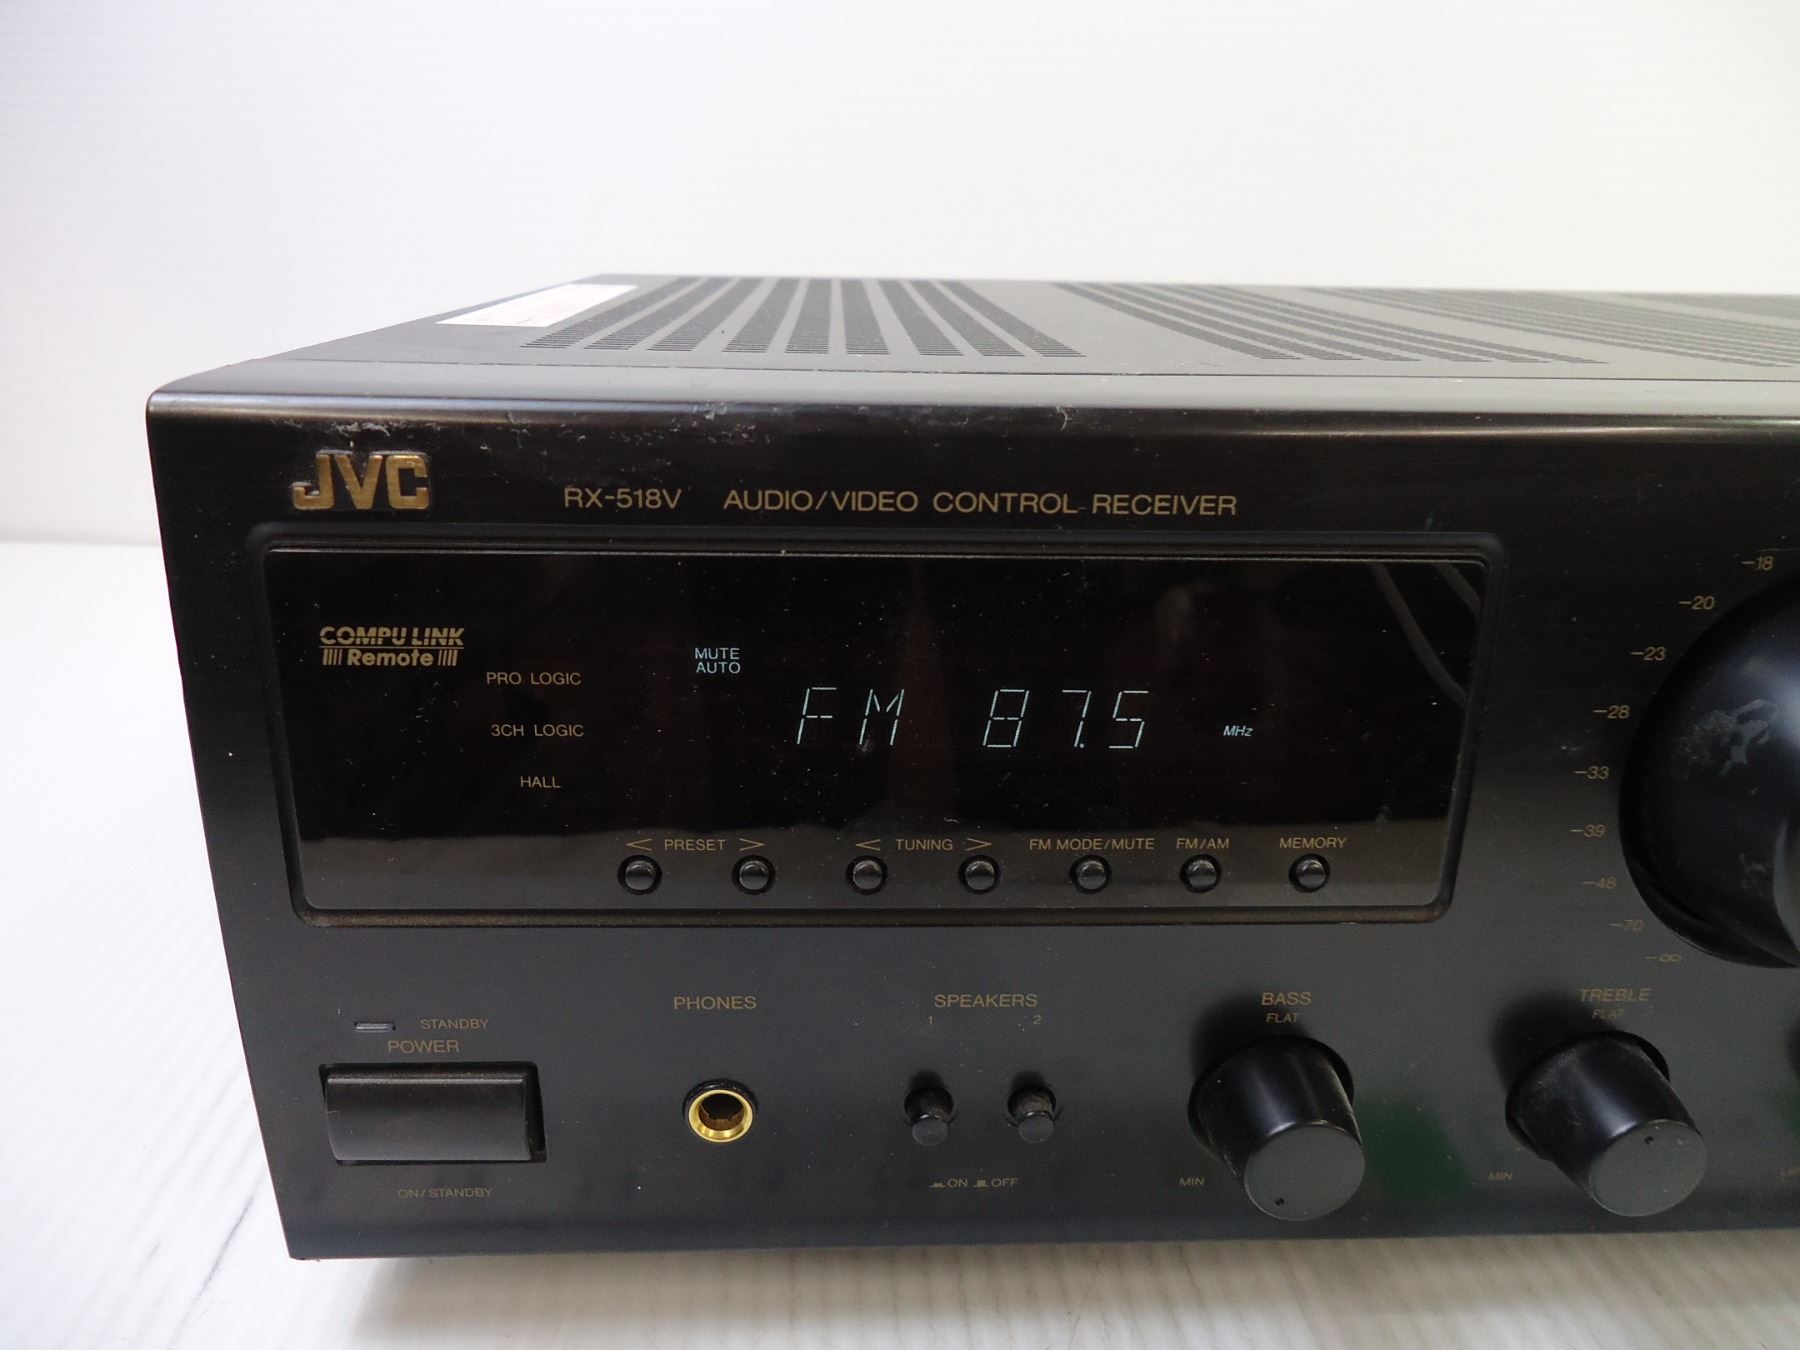 JVC RX-518V AUDIO/VIDEO CONTROL RECEIVER
COMPU LINK
Remote
PRO LOGIC
3CH LOGIC
HALL
MUTE
AUTO
FM 87.5 MHz
< PRESET > < TUNING > FM MODE/MUTE FM/AM MEMORY
-18
-20
-23
-28
-33
-39
-48
-70
-∞
STANDBY
POWER
ON/STANDBY
PHONES
SPEAKERS
1 2
ON OFF
BASS
FLAT
MIN
TREBLE
FLAT
MIN